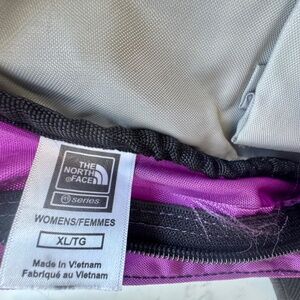 THE
NORTH
FACE
series
WOMENS/FEMMES
XL/TG
Made in Vietnam
Fabriqué au Vietnam